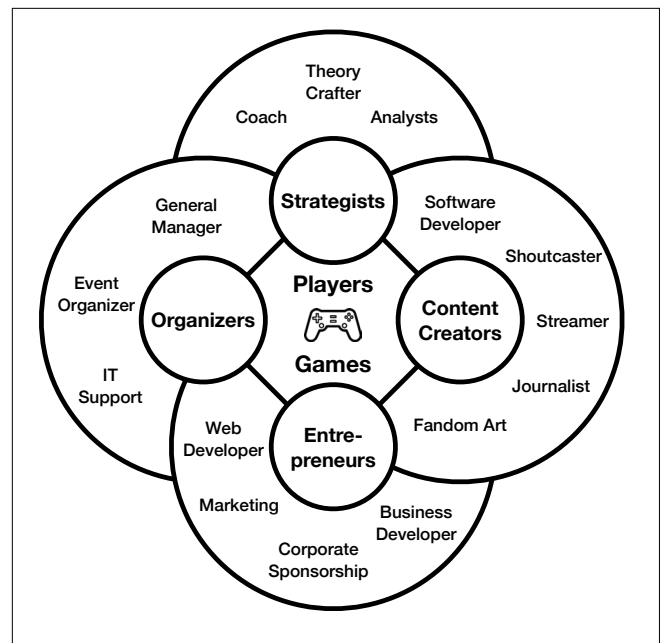 Theory
Crafter
Coach
Analysts
Strategists
General
Manager
Software
Developer
Shoutcaster
Event
Organizer
Organizers
Players
Games
Content
Creators
Streamer
IT
Support
Journalist
Web
Developer
Entre-
preneurs
Fandom Art
Marketing
Business
Developer
Corporate
Sponsorship